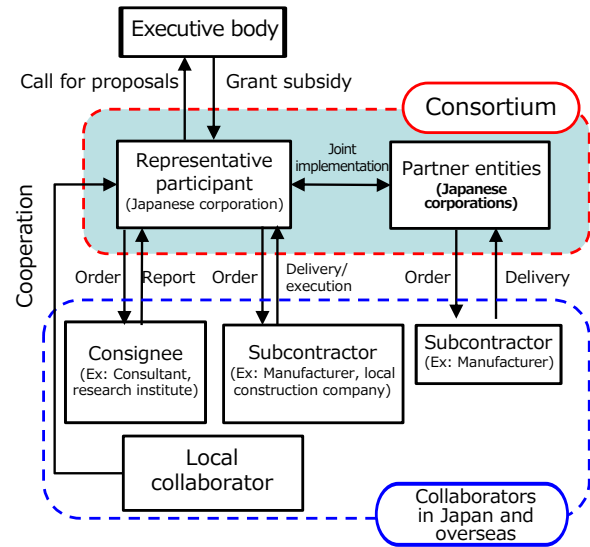 Executive body
Call for proposals
Grant subsidy
Consortium
Representative
participant
(Japanese corporation)
Joint
implementation
Partner entities
(Japanese
corporations)
Cooperation
Order
Report
Order
Delivery/
execution
Order
Delivery
Consignee
(Ex: Consultant,
research institute)
Subcontractor
(Ex: Manufacturer, local
construction company)
Subcontractor
(Ex: Manufacturer)
Local
collaborator
Collaborators
in Japan and
overseas